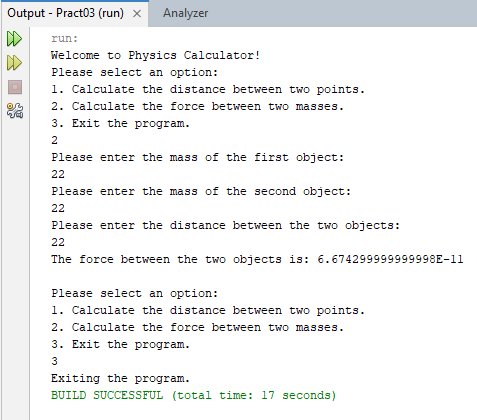 Output - Pract03 (run) × Analyzer
run:
Welcome to Physics Calculator!
Please select an option:
1. Calculate the distance between two points.
2. Calculate the force between two masses.
3. Exit the program.
2
Please enter the mass of the first object:
22
Please enter the mass of the second object:
22
Please enter the distance between the two objects:
22
The force between the two objects is: 6.674299999999998E-11

Please select an option:
1. Calculate the distance between two points.
2. Calculate the force between two masses.
3. Exit the program.
3
Exiting the program.
BUILD SUCCESSFUL (total time: 17 seconds)